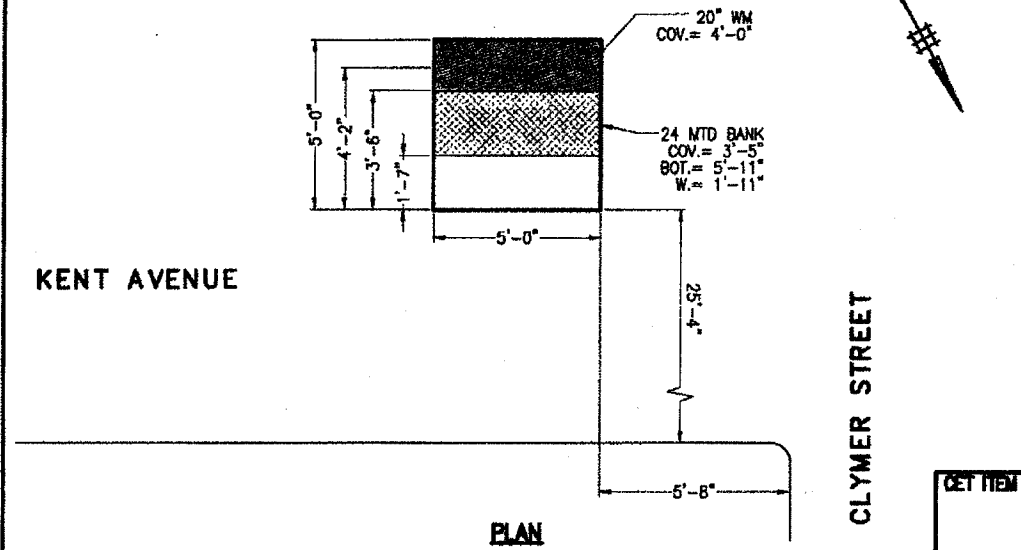 20" WM
COV.= 4'-0"
5'-0"
4'-2"
3'-6"
1'-7"
24 MTD BANK
COV.= 3'-5"
BOT.= 5'-11"
W.= 1'-11"
5'-0"
KENT AVENUE
25'-4"
CLYMER STREET
5'-8"
CET ITEM
PLAN